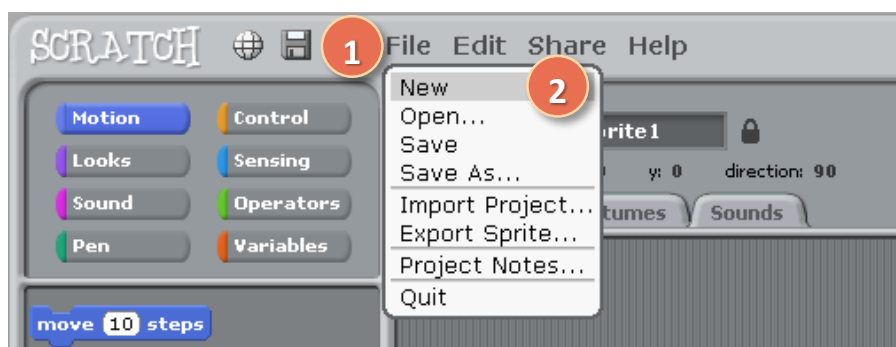 SCRATCH
1
File Edit Share Help
New
2
Open...
Save
Save As...
Import Project...
Export Sprite...
Project Notes...
Quit
Motion
Control
Looks
Sensing
Sound
Operators
Pen
Variables
rite1
y: 0 direction: 90
tumes
Sounds
move 10 steps